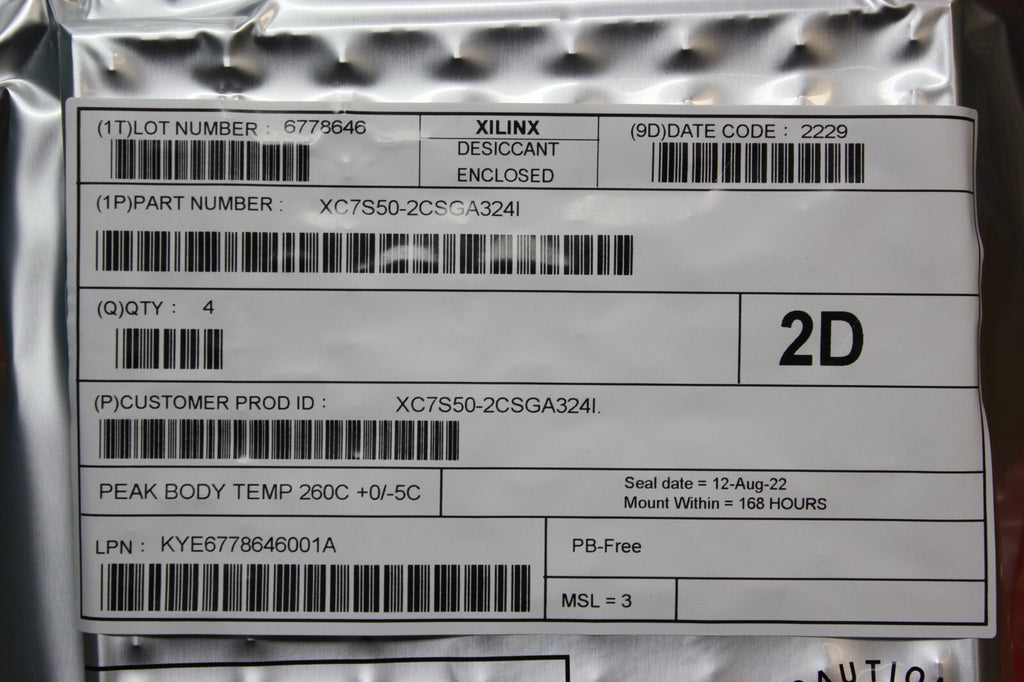 (1T)LOT NUMBER : 6778646
XILINX
DESICCANT
ENCLOSED
(9D)DATE CODE : 2229
(1P)PART NUMBER : XC7S50-2CSGA324I
(Q)QTY : 4
2D
(P)CUSTOMER PROD ID : XC7S50-2CSGA324I.
PEAK BODY TEMP 260C +0/-5C
Seal date = 12-Aug-22
Mount Within = 168 HOURS
LPN : KYE6778646001A
PB-Free
MSL = 3
CAUTION